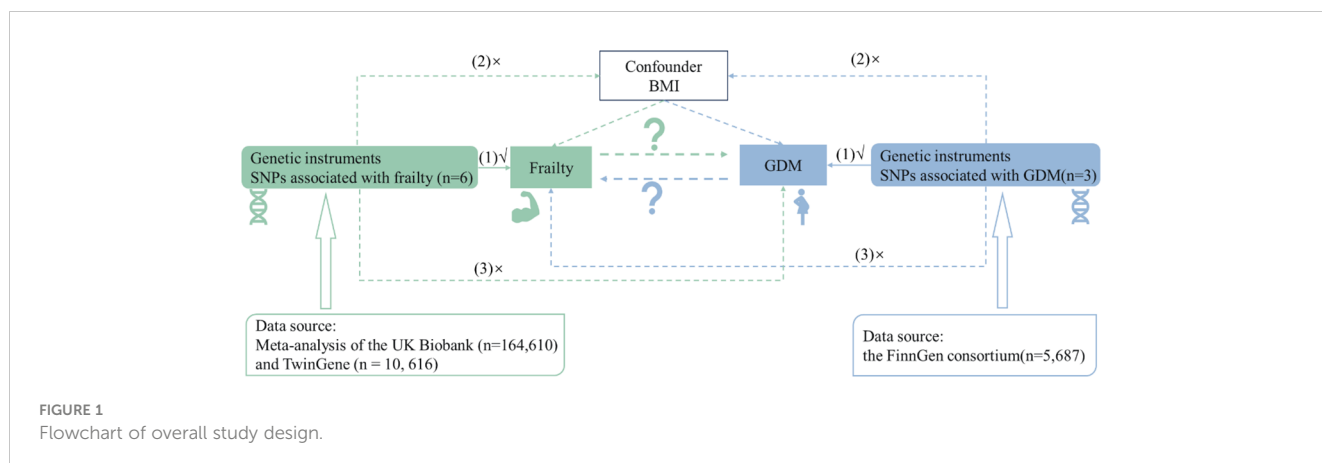 (2)×
Confounder
BMI
(2)×
Genetic instruments
SNPs associated with frailty (n=6)
(1)√
Frailty
?
?
GDM
(1)√
Genetic instruments
SNPs associated with GDM(n=3)
(3)×
(3)×
Data source:
Meta-analysis of the UK Biobank (n=164,610)
and TwinGene (n = 10, 616)
Data source:
the FinnGen consortium(n=5,687)
FIGURE 1
Flowchart of overall study design.